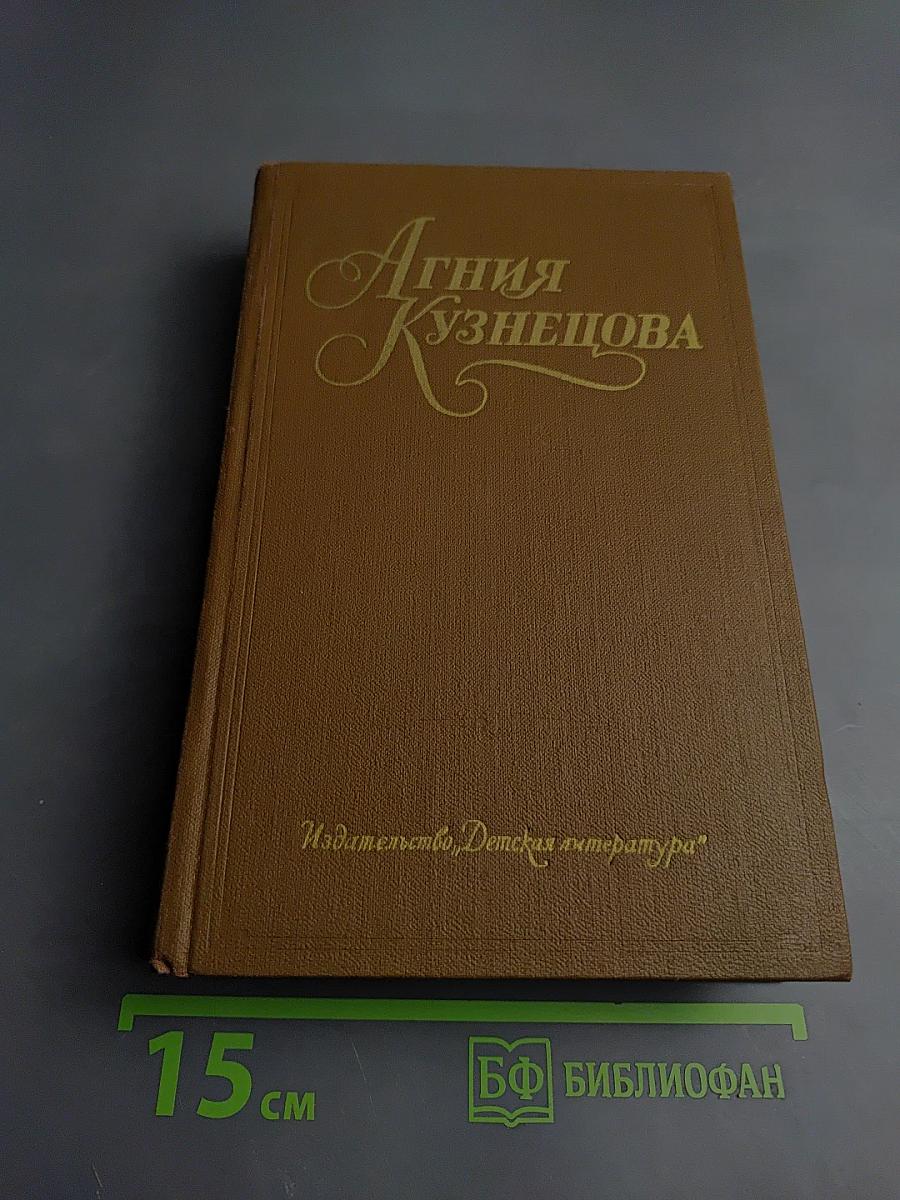 Агния
Кузнецова
Издательство „Детская литература“
15 см
БФ БИБЛИОФАН